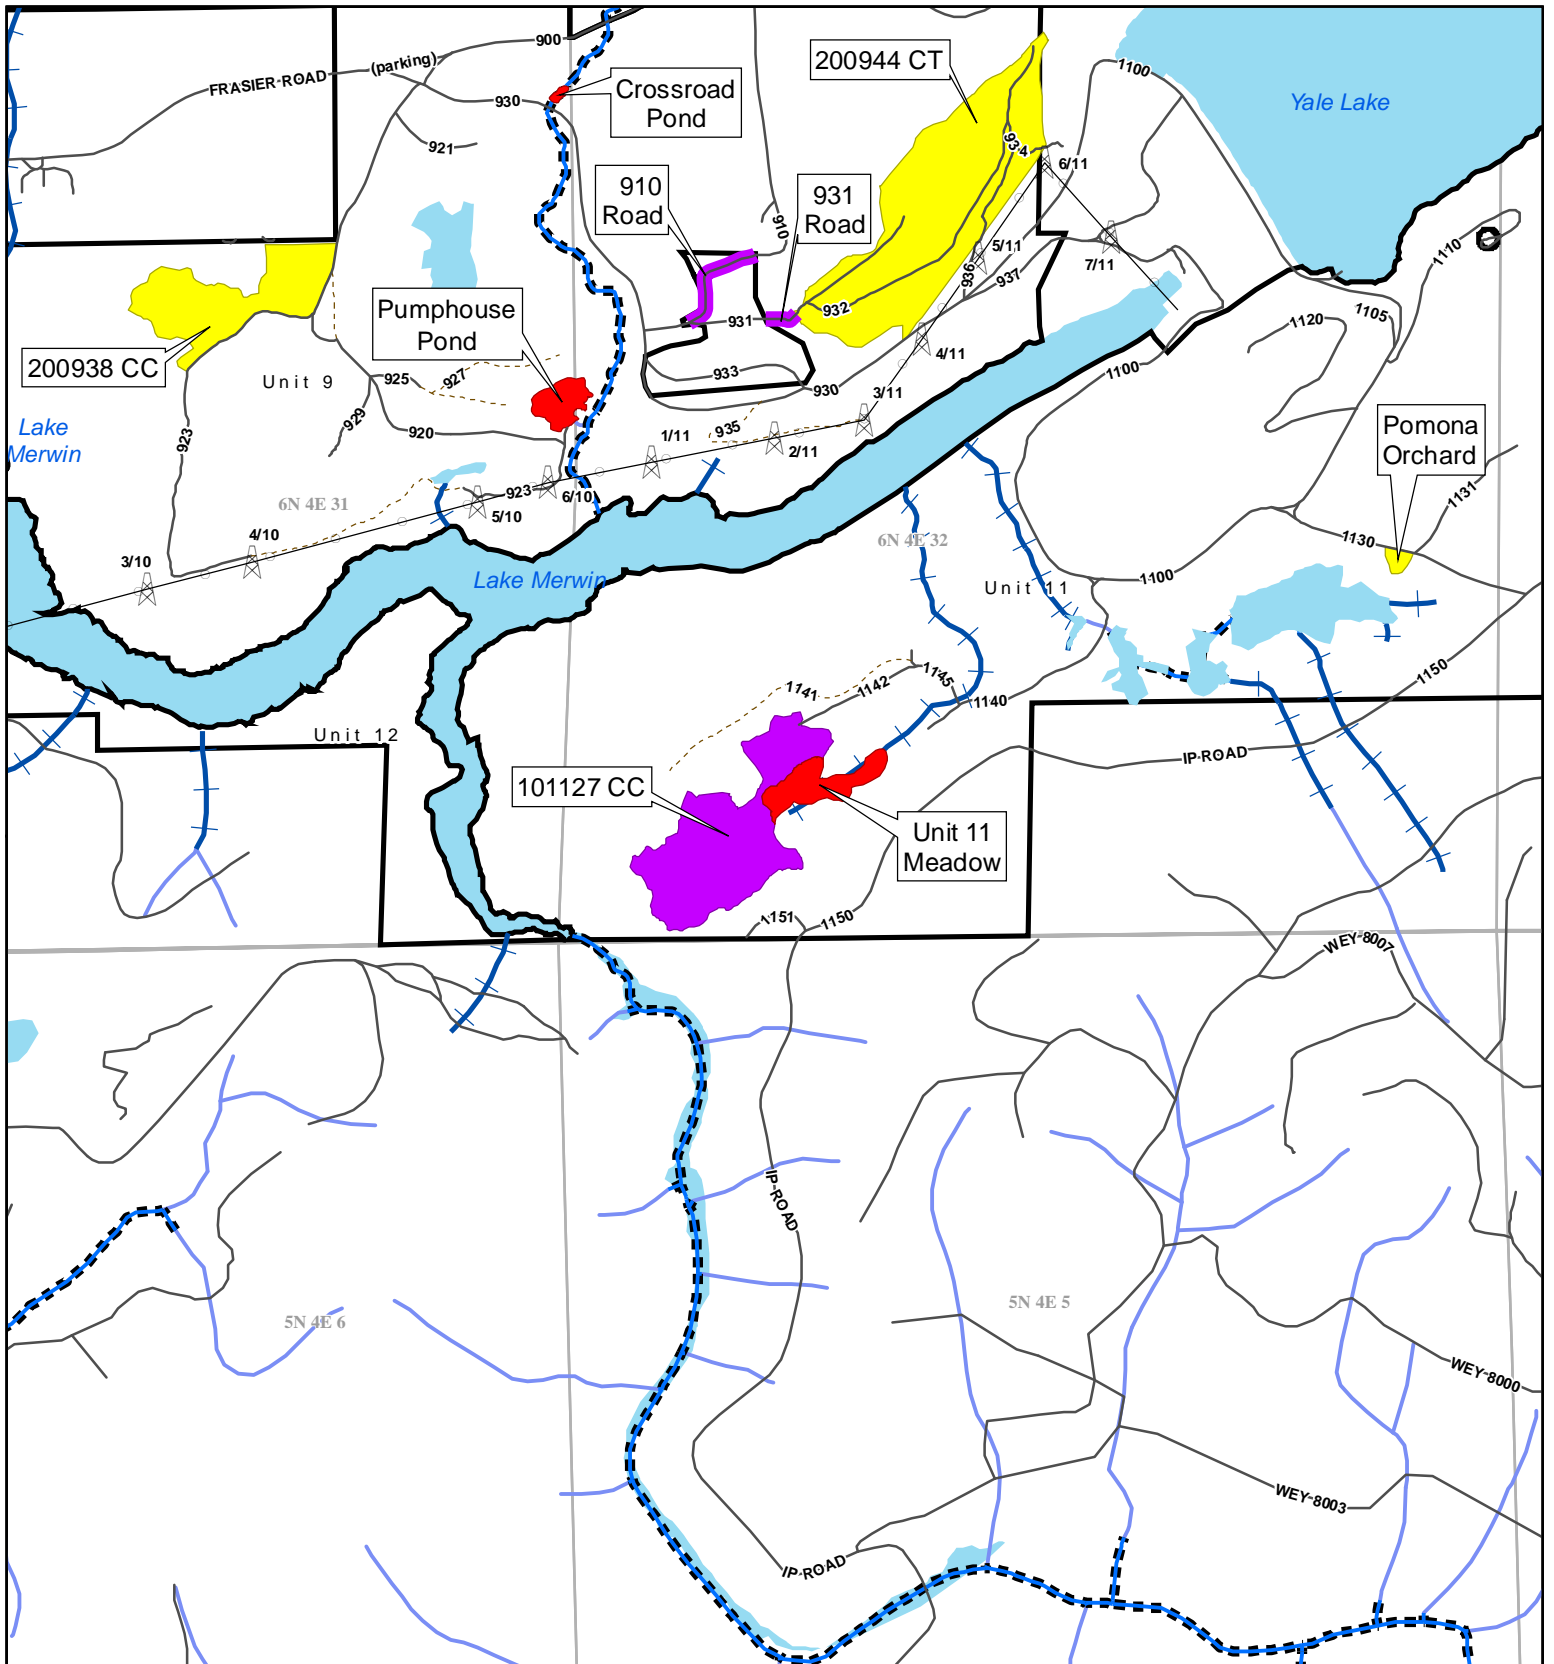 900
200944 CT
1100
FRASIER ROAD
(parking)
Crossroad
Pond
930
Yale Lake
921
934
6/11
910
Road
931
Road
910
5/11
7/11
1110
936
937
Pumphouse
Pond
931
932
1105
1120
200938 CC
4/11
Unit 9
925
927
933
930
1100
3/11
929
Lake
Merwin
923
920
1/11
935
2/11
Pomona
Orchard
923
6/10
1131
6N 4E 31
5/10
4/10
6N 4E 32
1130
3/10
Lake Merwin
1100
Unit 11
1141
1142
1145
1150
1140
Unit 12
IP-ROAD
101127 CC
Unit 11
Meadow
1151
1150
WEY-8007
IP-ROAD
5N 4E 6
5N 4E 5
WEY-8000
WEY-8003
IP-ROAD